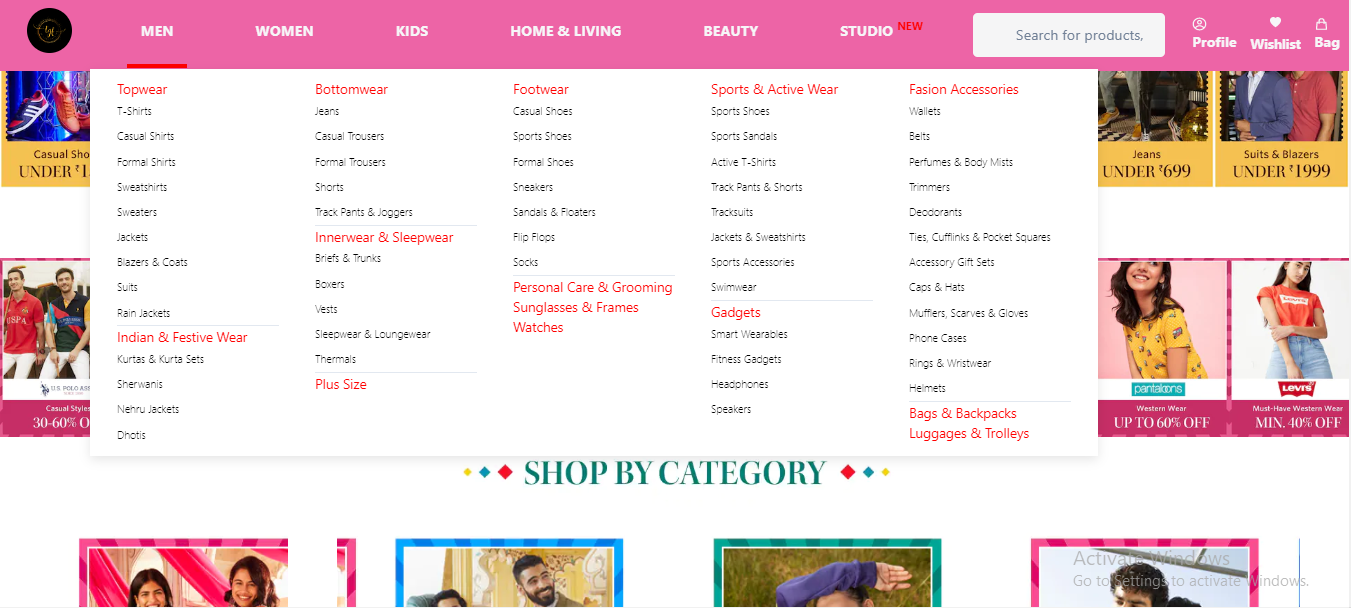 MEN
WOMEN
KIDS
HOME & LIVING
BEAUTY
STUDIO NEW
Search for products,
Profile
Wishlist
Bag
Topwear
T-Shirts
Casual Shirts
Formal Shirts
Sweatshirts
Sweaters
Jackets
Blazers & Coats
Suits
Rain Jackets
Indian & Festive Wear
Kurtas & Kurta Sets
Sherwanis
Nehru Jackets
Dhotis
Bottomwear
Jeans
Casual Trousers
Formal Trousers
Shorts
Track Pants & Joggers
Innerwear & Sleepwear
Briefs & Trunks
Boxers
Vests
Sleepwear & Loungewear
Thermals
Plus Size
Footwear
Casual Shoes
Sports Shoes
Formal Shoes
Sneakers
Sandals & Floaters
Flip Flops
Socks
Personal Care & Grooming
Sunglasses & Frames
Watches
Sports & Active Wear
Sports Shoes
Sports Sandals
Active T-Shirts
Track Pants & Shorts
Tracksuits
Jackets & Sweatshirts
Sports Accessories
Swimwear
Gadgets
Smart Wearables
Fitness Gadgets
Headphones
Speakers
Fasion Accessories
Wallets
Belts
Perfumes & Body Mists
Trimmers
Deodorants
Ties, Cufflinks & Pocket Squares
Accessory Gift Sets
Caps & Hats
Mufflers, Scarves & Gloves
Phone Cases
Rings & Wristwear
Helmets
Bags & Backpacks
Luggages & Trolleys
Casual Sho
UNDER ₹1
Jeans
UNDER ₹699
Suits & Blazers
UNDER ₹1999
USPA
U.S. POLO ASS
Casual Styles
30-60% O
pantaloons
Western Wear
UP TO 60% OFF
Levi's
LEVI'S
Must-Have Western Wear
MIN. 40% OFF
SHOP BY CATEGORY
Activate Windows
Go to Settings to activate Windows.